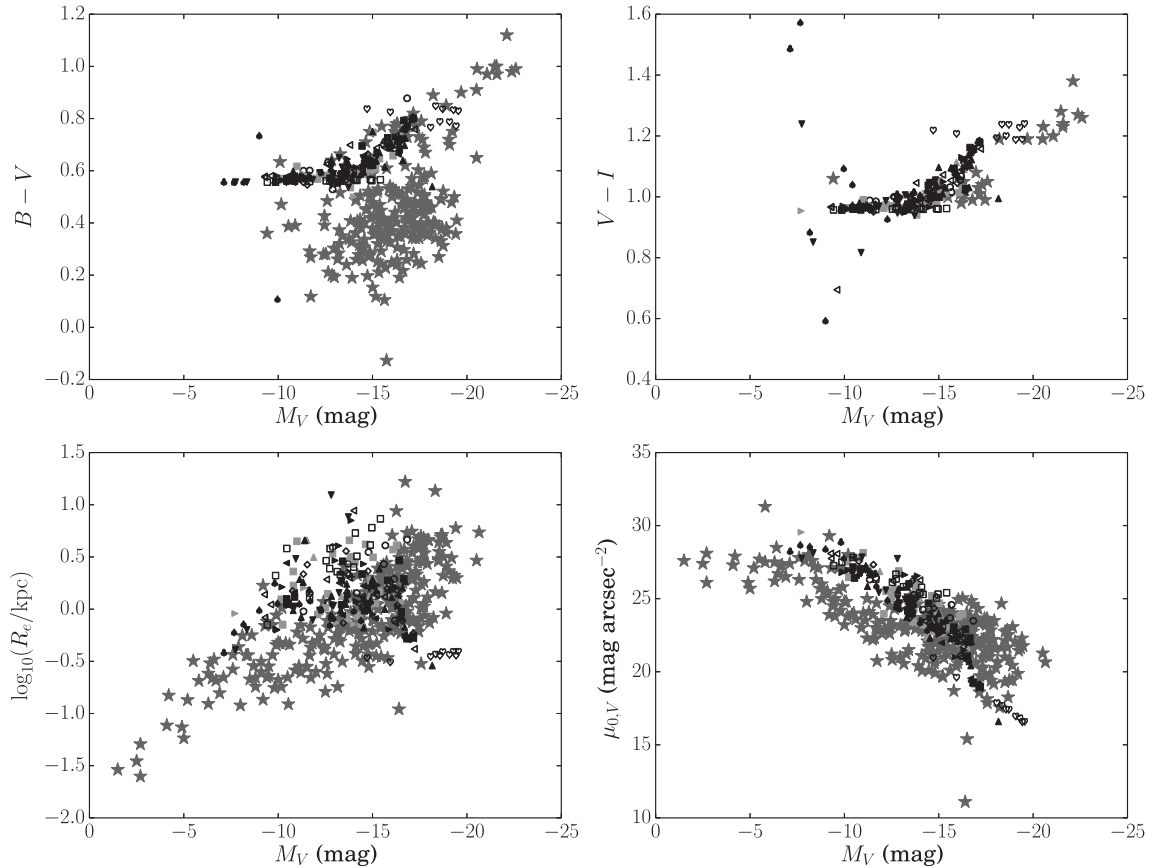 1.2
1.0
0.8
0.6
0.4
0.2
0.0
−0.2
B − V
0 −5 −10 −15 −20 −25
M_V (mag)
1.6
1.4
1.2
1.0
0.8
0.6
0.4
V − I
0 −5 −10 −15 −20 −25
M_V (mag)
1.5
1.0
0.5
0.0
−0.5
−1.0
−1.5
−2.0
log₁₀(R_e/kpc)
0 −5 −10 −15 −20 −25
M_V (mag)
35
30
25
20
15
10
μ₀,V (mag arcsec⁻²)
0 −5 −10 −15 −20 −25
M_V (mag)